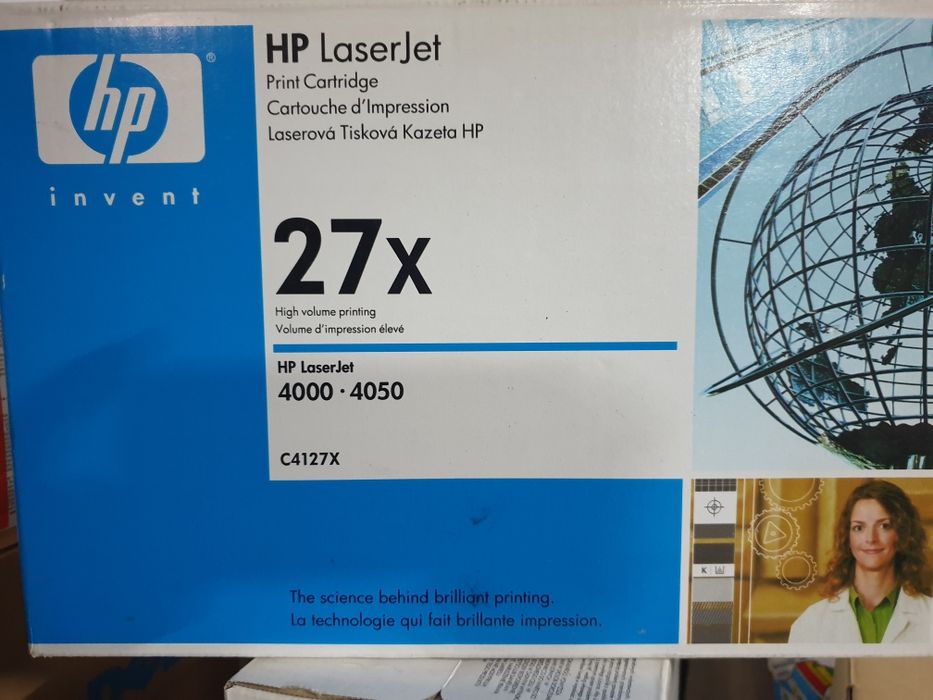 hp
®
invent
HP LaserJet
Print Cartridge
Cartouche d'Impression
Laserová Tisková Kazeta HP
27x
High volume printing
Volume d'impression élevé
HP LaserJet
4000 · 4050
C4127X
K
The science behind brilliant printing.
La technologie qui fait brillante impression.